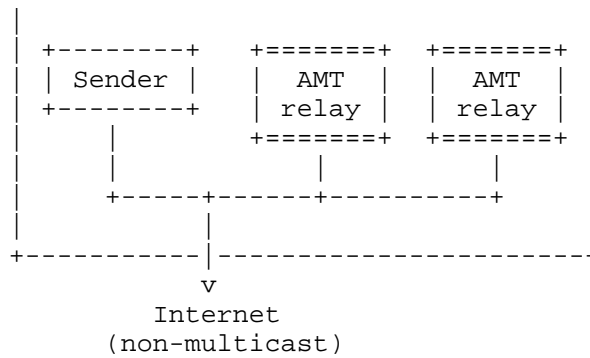 |
|  +--------+    +=======+  +=======+
|  | Sender |    |  AMT  |  |  AMT  |
|  +--------+    | relay |  | relay |
|      |         +=======+  +=======+
|      |             |          |
|      +-----+------+----------+
|            |
+-----------|------------------------
            v
         Internet
      (non-multicast)